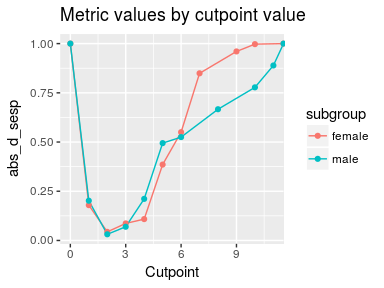 Metric values by cutpoint value
abs_d_sesp
1.00
0.75
0.50
0.25
0.00
0
3
6
9
Cutpoint
subgroup
female
male